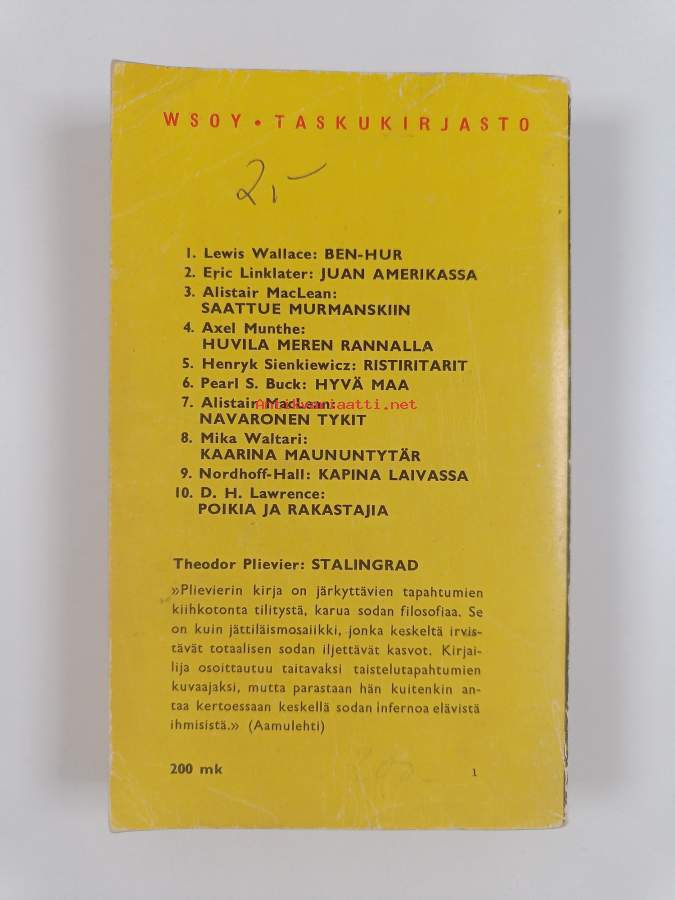 WSOY • TASKUKIRJASTO
2,-
1. Lewis Wallace: BEN-HUR
2. Eric Linklater: JUAN AMERIKASSA
3. Alistair MacLean:
SAATTUE MURMANSKIIN
4. Axel Munthe:
HUVILA MEREN RANNALLA
5. Henryk Sienkiewicz: RISTIRITARIT
6. Pearl S. Buck: HYVÄ MAA
7. Alistair MacLean:
Antikvariaatti.net
NAVARONEN TYKIT
8. Mika Waltari:
KAARINA MAUNUNTYTÄR
9. Nordhoff-Hall: KAPINA LAIVASSA
10. D. H. Lawrence:
POIKIA JA RAKASTAJIA
Theodor Plievier: STALINGRAD
»Plievierin kirja on järkyttävien tapahtumien
kiihkotonta tilitystä, karua sodan filosofiaa. Se
on kuin jättiläismosaiikki, jonka keskeltä irvis-
tävät totaalisen sodan iljettävät kasvot. Kirjai-
lija osoittautuu taitavaksi taistelutapahtumien
kuvaajaksi, mutta parastaan hän kuitenkin an-
taa kertoessaan keskellä sodan infernoa elävistä
ihmisistä.» (Aamulehti)
200 mk
1